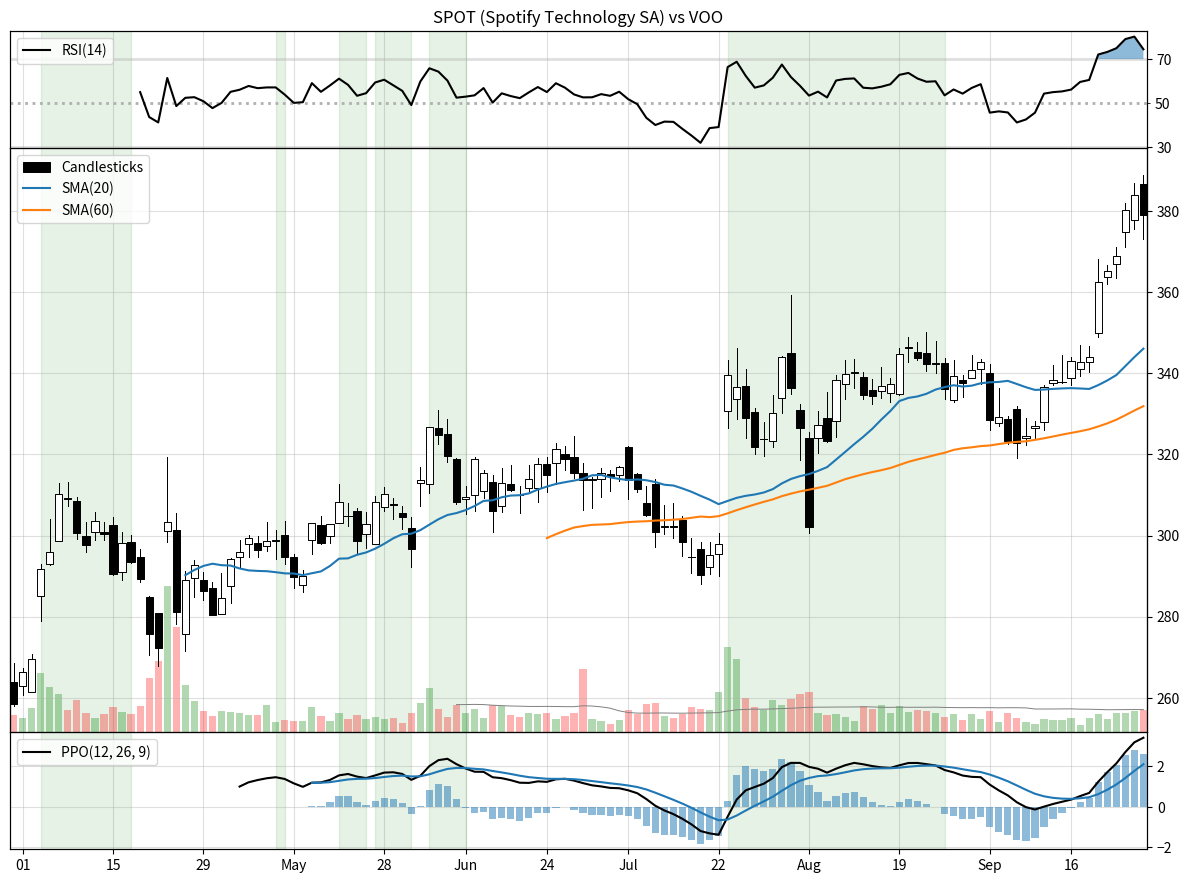 SPOT (Spotify Technology SA) vs VOO
RSI(14)
70
50
30
Candlesticks
SMA(20)
SMA(60)
380
360
340
320
300
280
260
PPO(12, 26, 9)
2
0
−2
01 15 29 May 28 Jun 24 Jul 22 Aug 19 Sep 16